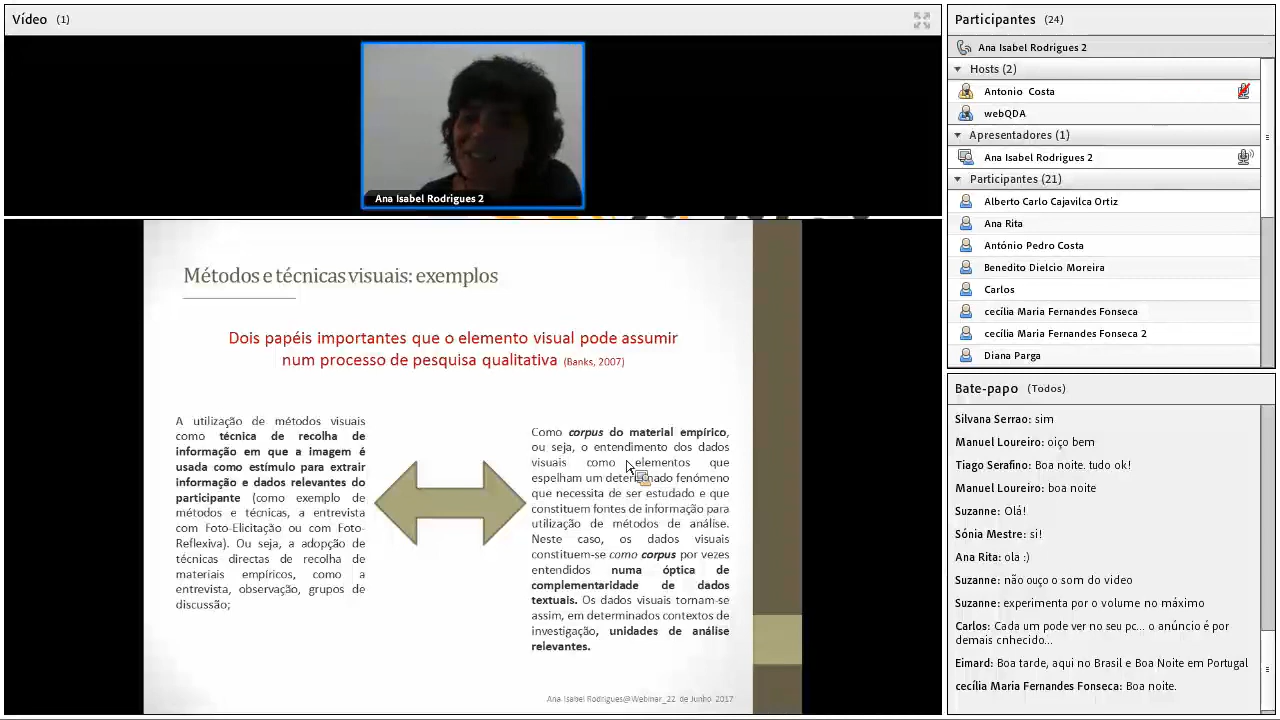 Vídeo (1)
Ana Isabel Rodrigues 2
Métodos e técnicas visuais: exemplos
Dois papéis importantes que o elemento visual pode assumir
num processo de pesquisa qualitativa (Banks, 2007)
A utilização de métodos visuais
como técnica de recolha de
informação em que a imagem é
usada como estímulo para extrair
informação e dados relevantes do
participante (como exemplo de
métodos e técnicas, a entrevista
com Foto-Elicitação ou com Foto-
Reflexiva). Ou seja, a adopção de
técnicas directas de recolha de
materiais empíricos, como a
entrevista, observação, grupos de
discussão;
Como corpus do material empírico,
ou seja, o entendimento dos dados
visuais como elementos que
espelham um determinado fenómeno
que necessita de ser estudado e que
constituem fontes de informação para
utilização de métodos de análise.
Neste caso, os dados visuais
constituem-se como corpus por vezes
entendidos numa óptica de
complementaridade de dados
textuais. Os dados visuais tornam-se
assim, em determinados contextos de
investigação, unidades de análise
relevantes.
Ana Isabel Rodrigues@Webinar_22 de Junho 2017
Participantes (24)
Ana Isabel Rodrigues 2
Hosts (2)
Antonio Costa
webQDA
Apresentadores (1)
Ana Isabel Rodrigues 2
Participantes (21)
Alberto Carlo Cajavilca Ortiz
Ana Rita
António Pedro Costa
Benedito Dielcio Moreira
Carlos
cecília Maria Fernandes Fonseca
cecília Maria Fernandes Fonseca 2
Diana Parga
Bate-papo (Todos)
Silvana Serrao: sim
Manuel Loureiro: oiço bem
Tiago Serafino: Boa noite, tudo ok!
Manuel Loureiro: boa noite
Suzanne: Olá!
Sónia Mestre: si!
Ana Rita: ola :)
Suzanne: não ouço a som do video
Suzanne: experimenta por o volume no máximo
Carlos: Cada um pode ver no seu pc... o anúncio é por
demais cnhecido...
Eimard: Boa tarde, aqui no Brasil e Boa Noite em Portugal
cecília Maria Fernandes Fonseca: Boa noite.